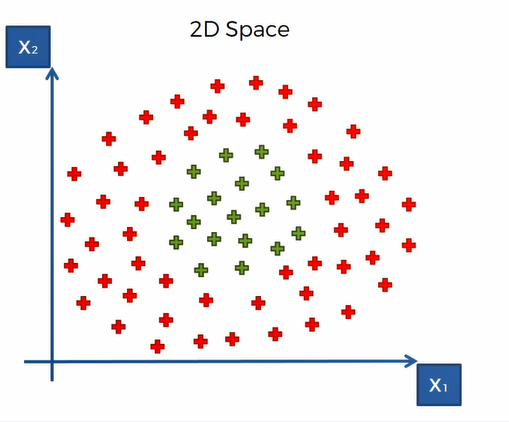 2D Space
X₂
X₁